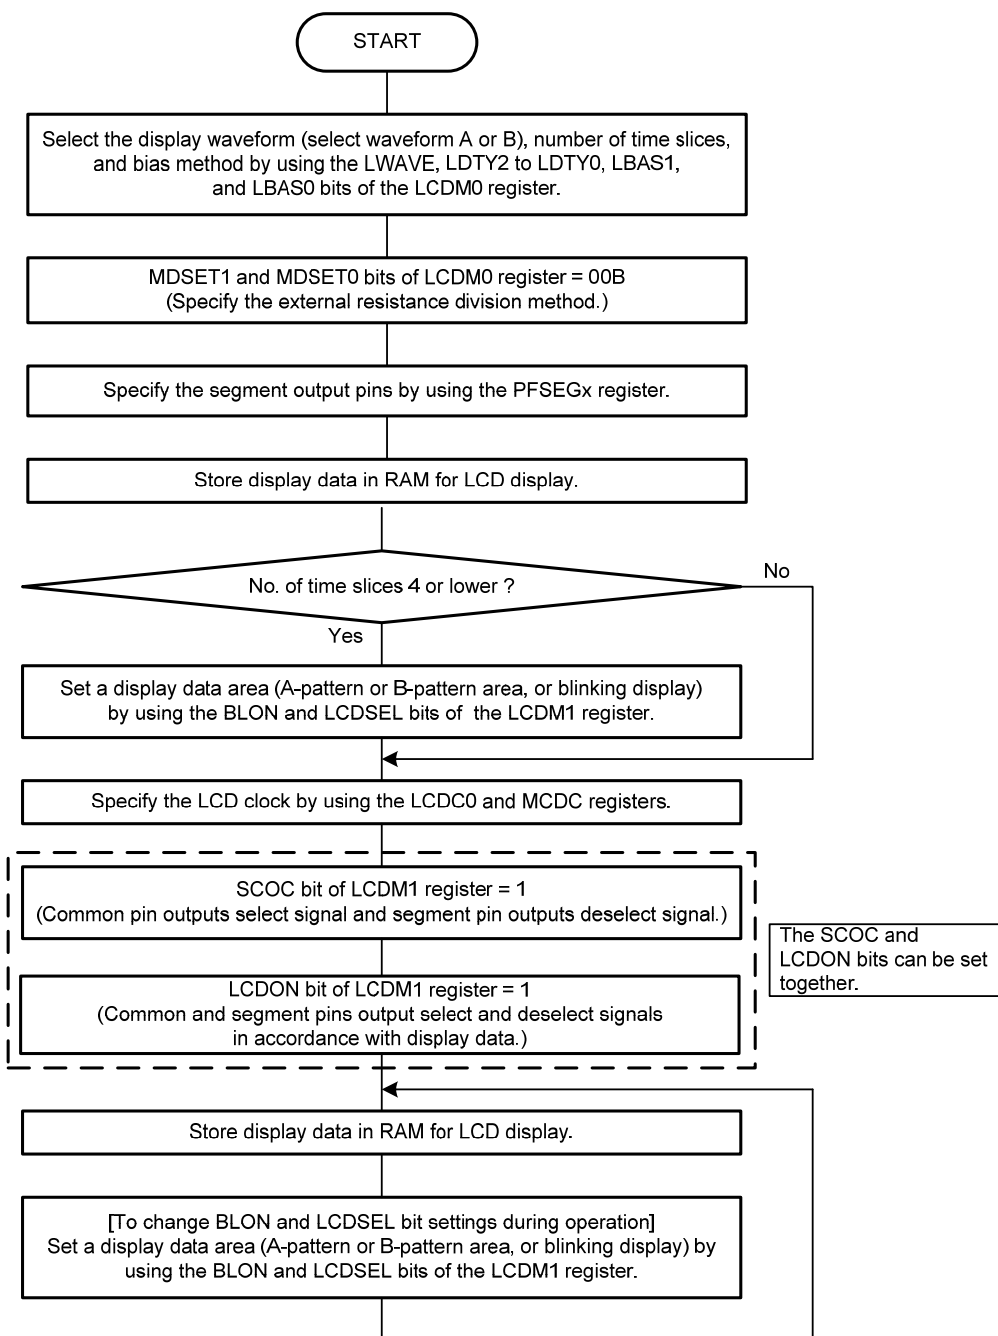 START
Select the display waveform (select waveform A or B), number of time slices,
and bias method by using the LWAVE, LDTY2 to LDTY0, LBAS1,
and LBAS0 bits of the LCDM0 register.
MDSET1 and MDSET0 bits of LCDM0 register = 00B
(Specify the external resistance division method.)
Specify the segment output pins by using the PFSEGx register.
Store display data in RAM for LCD display.
No. of time slices 4 or lower ?
No
Yes
Set a display data area (A-pattern or B-pattern area, or blinking display)
by using the BLON and LCDSEL bits of the LCDM1 register.
Specify the LCD clock by using the LCDC0 and MCDC registers.
SCOC bit of LCDM1 register = 1
(Common pin outputs select signal and segment pin outputs deselect signal.)
The SCOC and
LCDON bits can be set
together.
LCDON bit of LCDM1 register = 1
(Common and segment pins output select and deselect signals
in accordance with display data.)
Store display data in RAM for LCD display.
[To change BLON and LCDSEL bit settings during operation]
Set a display data area (A-pattern or B-pattern area, or blinking display) by
using the BLON and LCDSEL bits of the LCDM1 register.